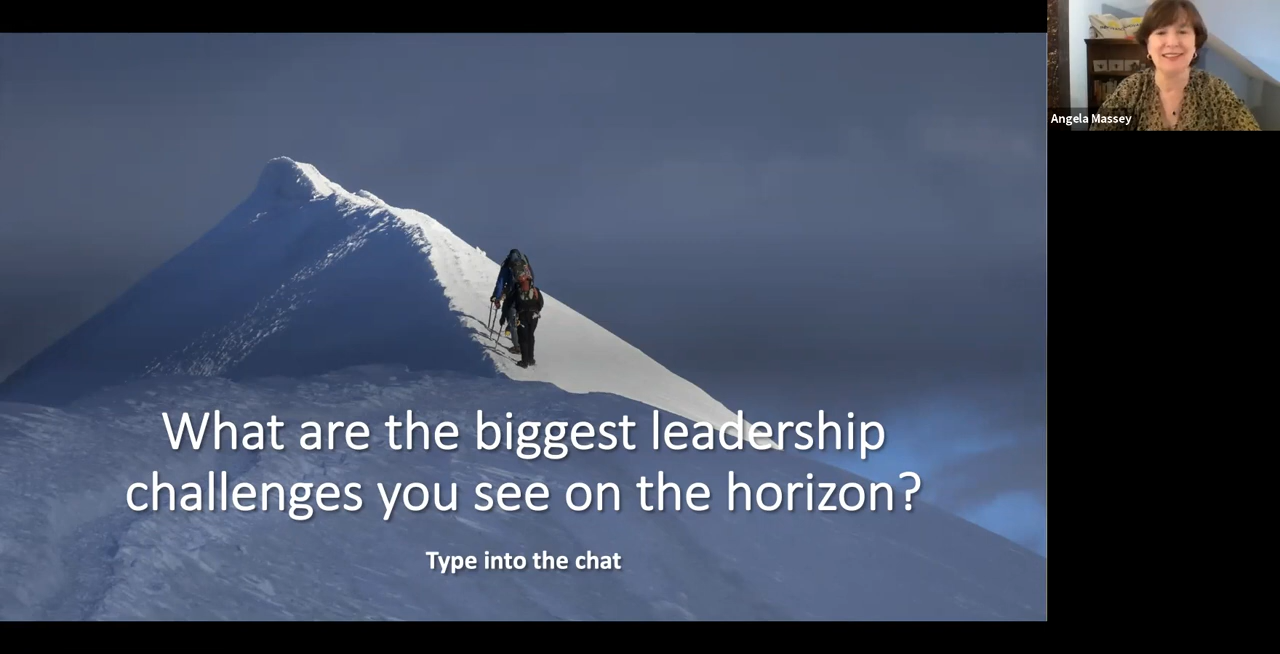 Angela Massey
What are the biggest leadership
challenges you see on the horizon?
Type into the chat